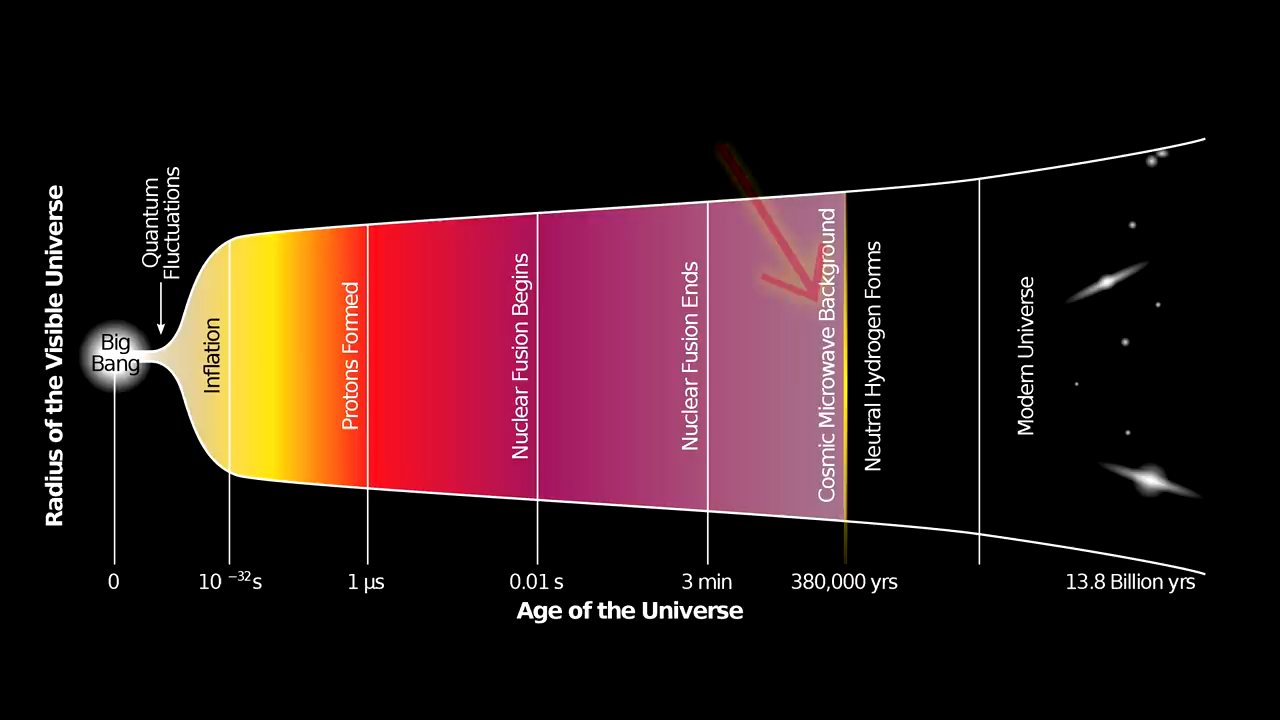 Radius of the Visible Universe
Big
Bang
Quantum
Fluctuations
Inflation
Protons Formed
Nuclear Fusion Begins
Nuclear Fusion Ends
Cosmic Microwave Background
Neutral Hydrogen Forms
Modern Universe
0
10 −32s
1 µs
0.01 s
3 min
380,000 yrs
13.8 Billion yrs
Age of the Universe